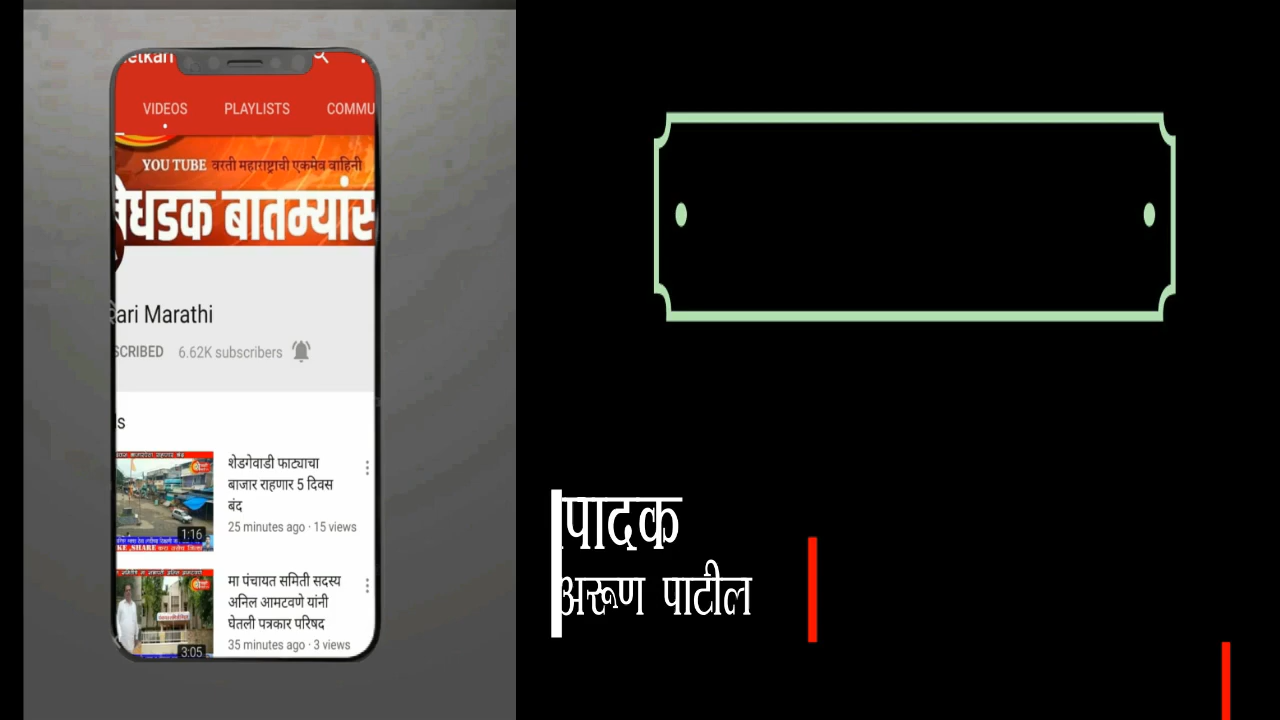 VIDEOS PLAYLISTS COMMU
YOU TUBE वरती महाराष्ट्राची एकमेव वाहिनी
बातम्यांस
ari Marathi
SCRIBED 6.62K subscribers
ls
शेडगेवाडी फाट्याचा
बाजार राहणार 5 दिवस
बंद
25 minutes ago · 15 views
1:16
मा पंचायत समिती सदस्य
अनिल आमटवणे यांनी
घेतली पत्रकार परिषद
35 minutes ago · 3 views
3:05
पादक
अरूण पाटील